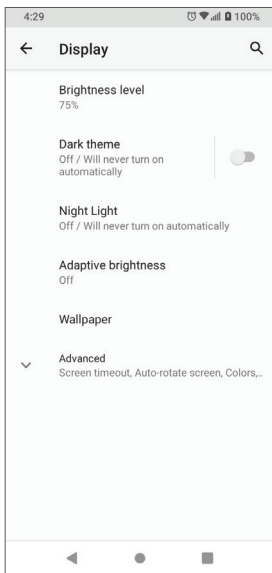 4:29 100%
Display
Brightness level
75%
Dark theme
Off / Will never turn on
automatically
Night Light
Off / Will never turn on automatically
Adaptive brightness
Off
Wallpaper
Advanced
Screen timeout, Auto-rotate screen, Colors,..